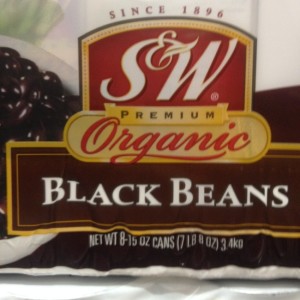 SINCE 1896
S&W®
PREMIUM
Organic
BLACK BEANS
NET WT 8-15 OZ CANS (7 LB 8 OZ) 3.4kg